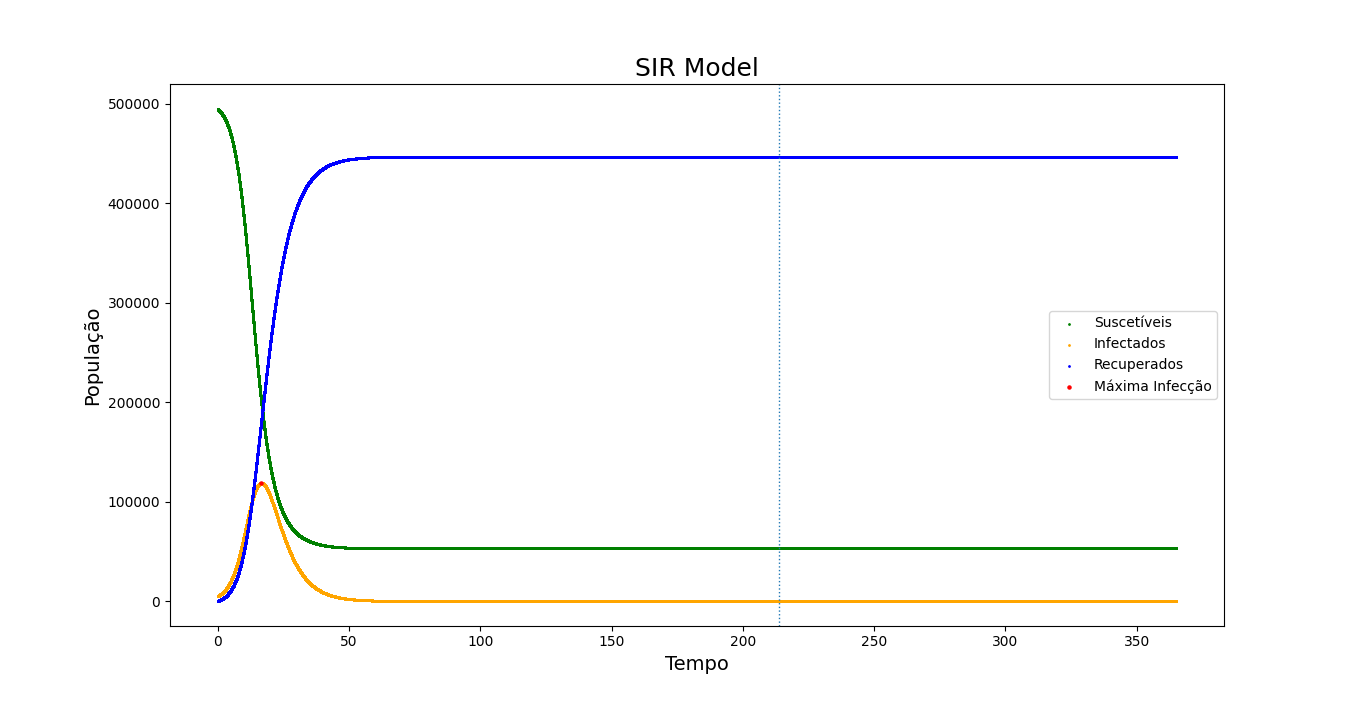 SIR Model
População
500000
400000
300000
200000
100000
0
Suscetíveis
Infectados
Recuperados
Máxima Infecção
0 50 100 150 200 250 300 350
Tempo